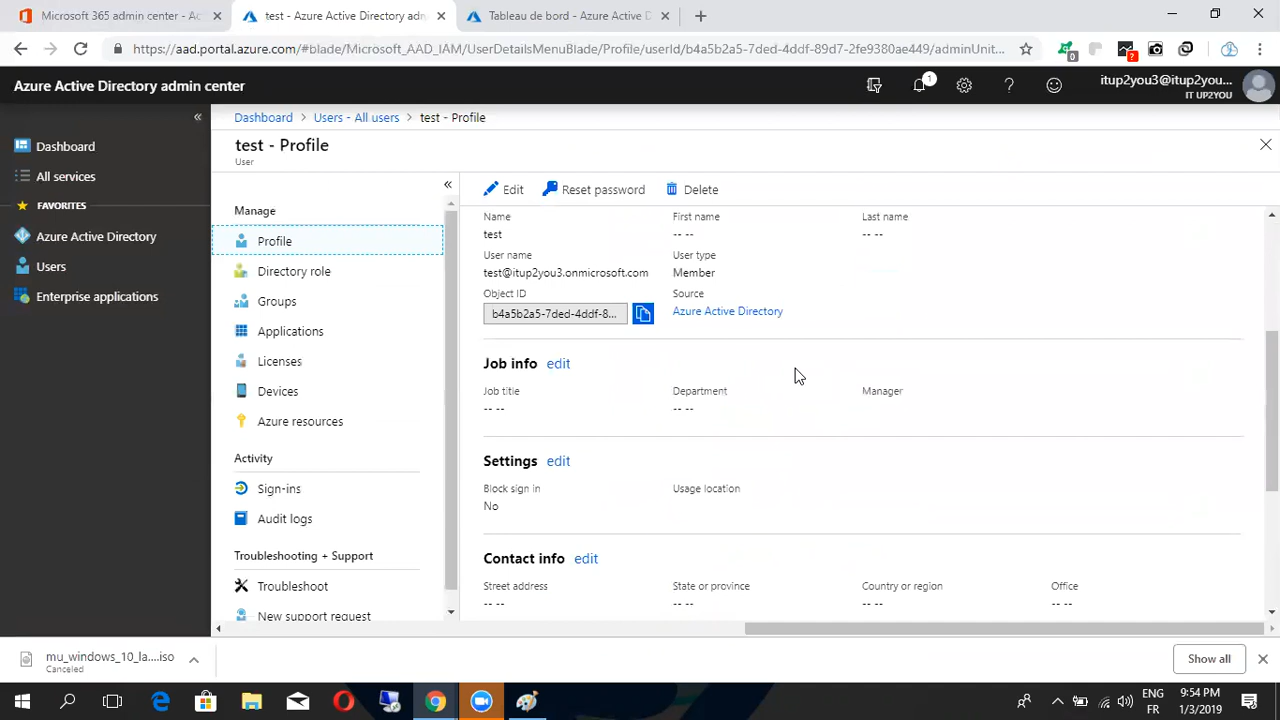 Microsoft 365 admin center - Ac
test - Azure Active Directory adm
Tableau de bord - Azure Active D
https://aad.portal.azure.com/#blade/Microsoft_AAD_IAM/UserDetailsMenuBlade/Profile/userId/b4a5b2a5-7ded-4ddf-89d7-2fe9380ae449/adminUnit...
0
?
Azure Active Directory admin center
1
itup2you3@itup2you...
IT UP2YOU
«
Dashboard > Users - All users > test - Profile
Dashboard
All services
FAVORITES
Azure Active Directory
Users
Enterprise applications
test - Profile
User
«
Manage
Profile
Directory role
Groups
Applications
Licenses
Devices
Azure resources
Activity
Sign-ins
Audit logs
Troubleshooting + Support
Troubleshoot
New support request
Edit Reset password Delete
Name First name Last name
test -- -- -- --
User name User type
test@itup2you3.onmicrosoft.com Member
Object ID Source
b4a5b2a5-7ded-4ddf-8... Azure Active Directory
Job info edit
Job title Department Manager
-- -- -- --
Settings edit
Block sign in Usage location
No
Contact info edit
Street address State or province Country or region Office
-- -- -- -- -- -- -- --
mu_windows_10_la....iso
Canceled
Show all
ENG
FR
9:54 PM
1/3/2019